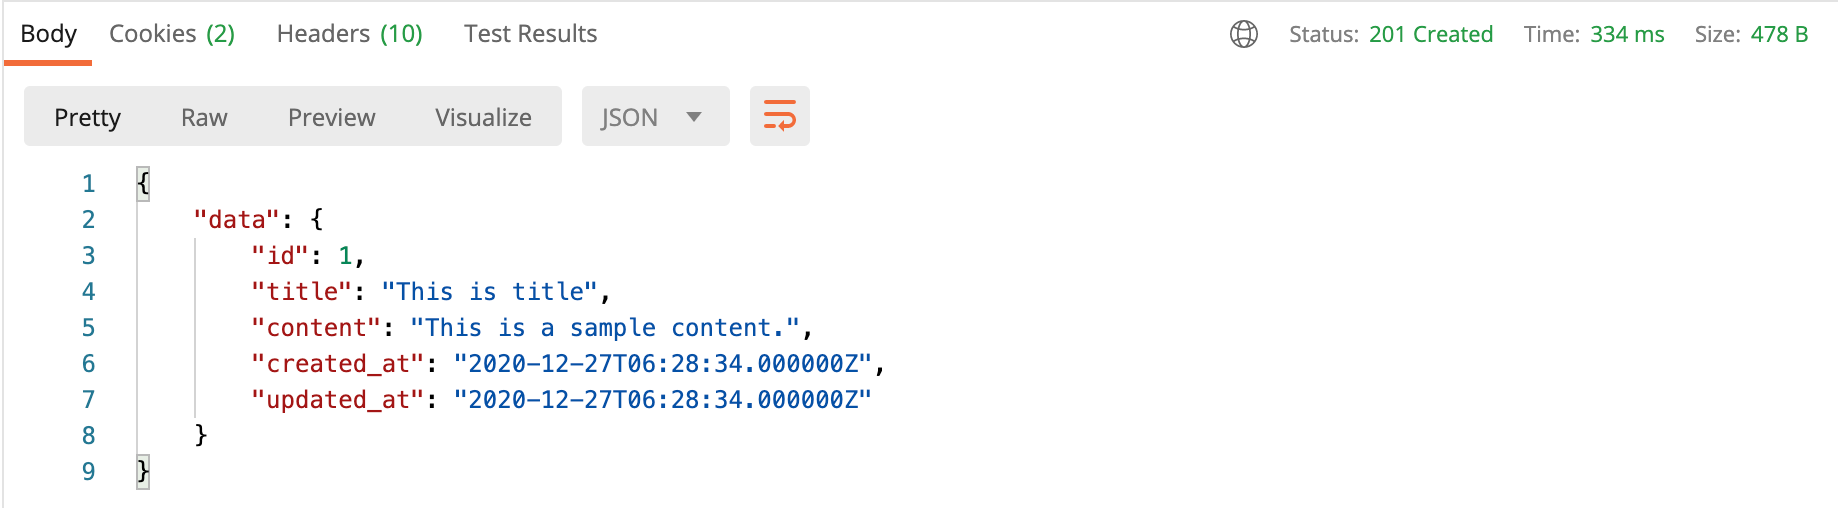 Body Cookies (2) Headers (10) Test Results Status: 201 Created Time: 334 ms Size: 478 B
Pretty Raw Preview Visualize JSON
1 {
2 "data": {
3 "id": 1,
4 "title": "This is title",
5 "content": "This is a sample content.",
6 "created_at": "2020-12-27T06:28:34.000000Z",
7 "updated_at": "2020-12-27T06:28:34.000000Z"
8 }
9 }